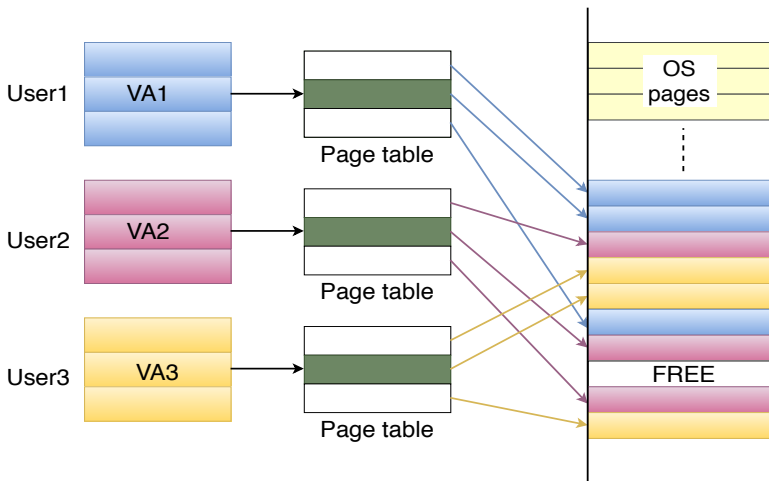 User1
VA1
Page table
OS
pages
User2
VA2
Page table
User3
VA3
Page table
FREE